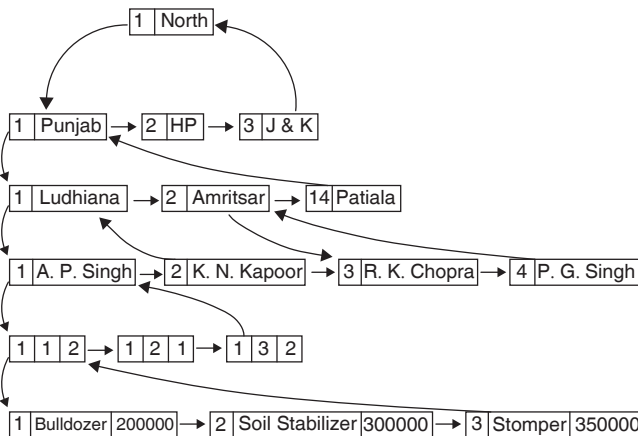 1 North
1 Punjab 2 HP 3 J & K
1 Ludhiana 2 Amritsar 14 Patiala
1 A. P. Singh 2 K. N. Kapoor 3 R. K. Chopra 4 P. G. Singh
1 1 2 1 2 1 1 3 2
1 Bulldozer 200000 2 Soil Stabilizer 300000 3 Stomper 350000